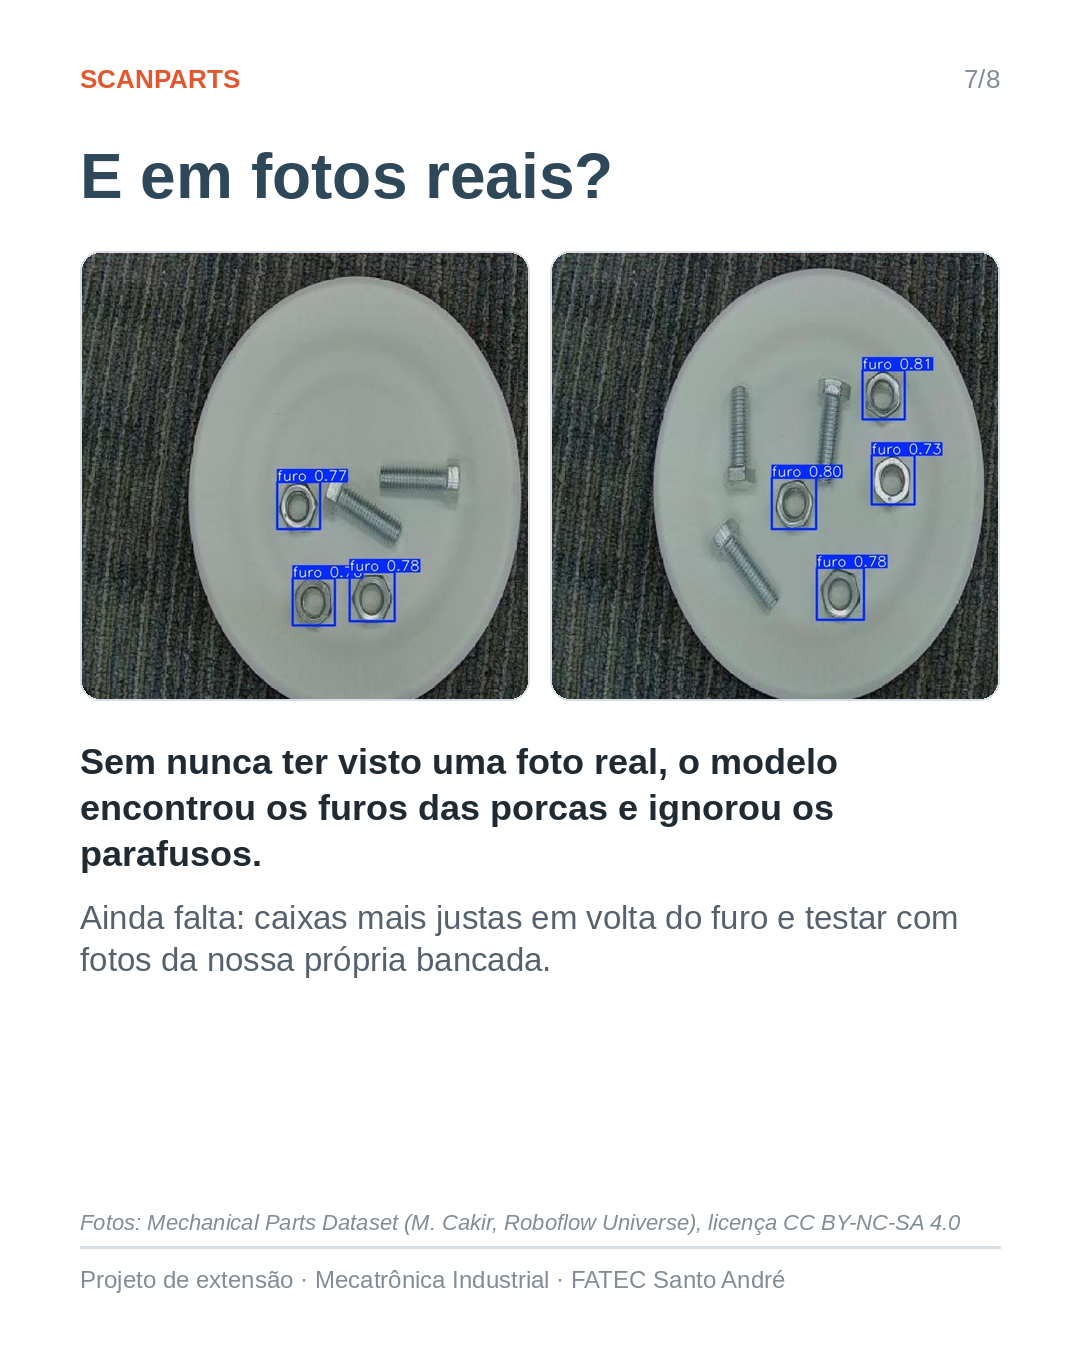 SCANPARTS
7/8
E em fotos reais?
furo 0.77
furo 0.78
furo
furo 0.81
furo 0.73
furo 0.80
furo 0.78
Sem nunca ter visto uma foto real, o modelo
encontrou os furos das porcas e ignorou os
parafusos.
Ainda falta: caixas mais justas em volta do furo e testar com
fotos da nossa própria bancada.
Fotos: Mechanical Parts Dataset (M. Cakir, Roboflow Universe), licença CC BY-NC-SA 4.0
Projeto de extensão · Mecatrônica Industrial · FATEC Santo André